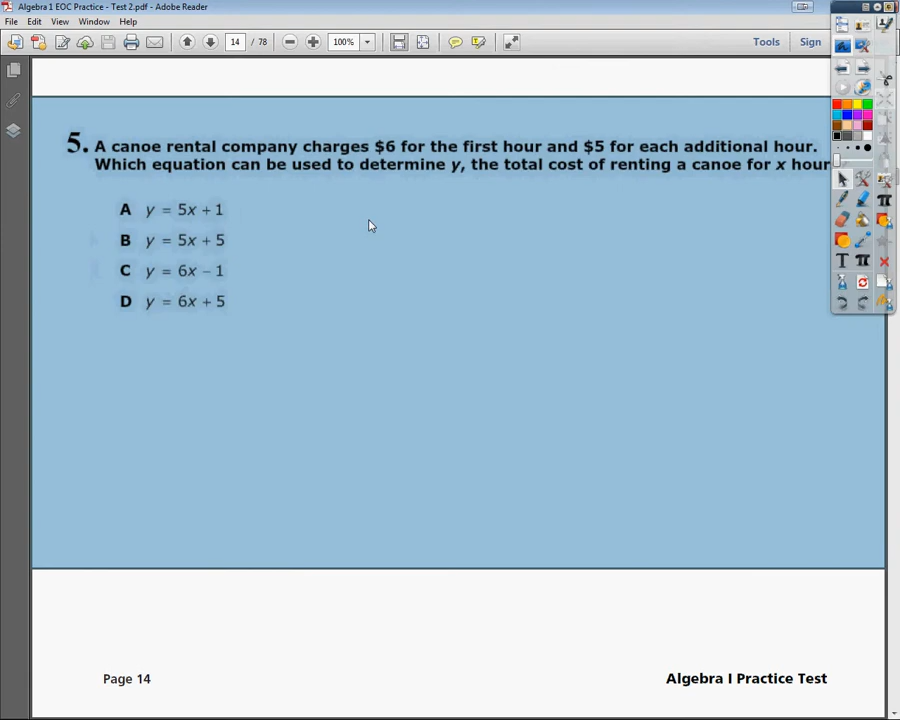 Algebra 1 EOC Practice - Test 2.pdf - Adobe Reader
File Edit View Window Help
14 / 78 100% Tools Sign
5. A canoe rental company charges $6 for the first hour and $5 for each additional hour.
Which equation can be used to determine y, the total cost of renting a canoe for x hour
A y = 5x + 1
B y = 5x + 5
C y = 6x − 1
D y = 6x + 5
Page 14 Algebra I Practice Test